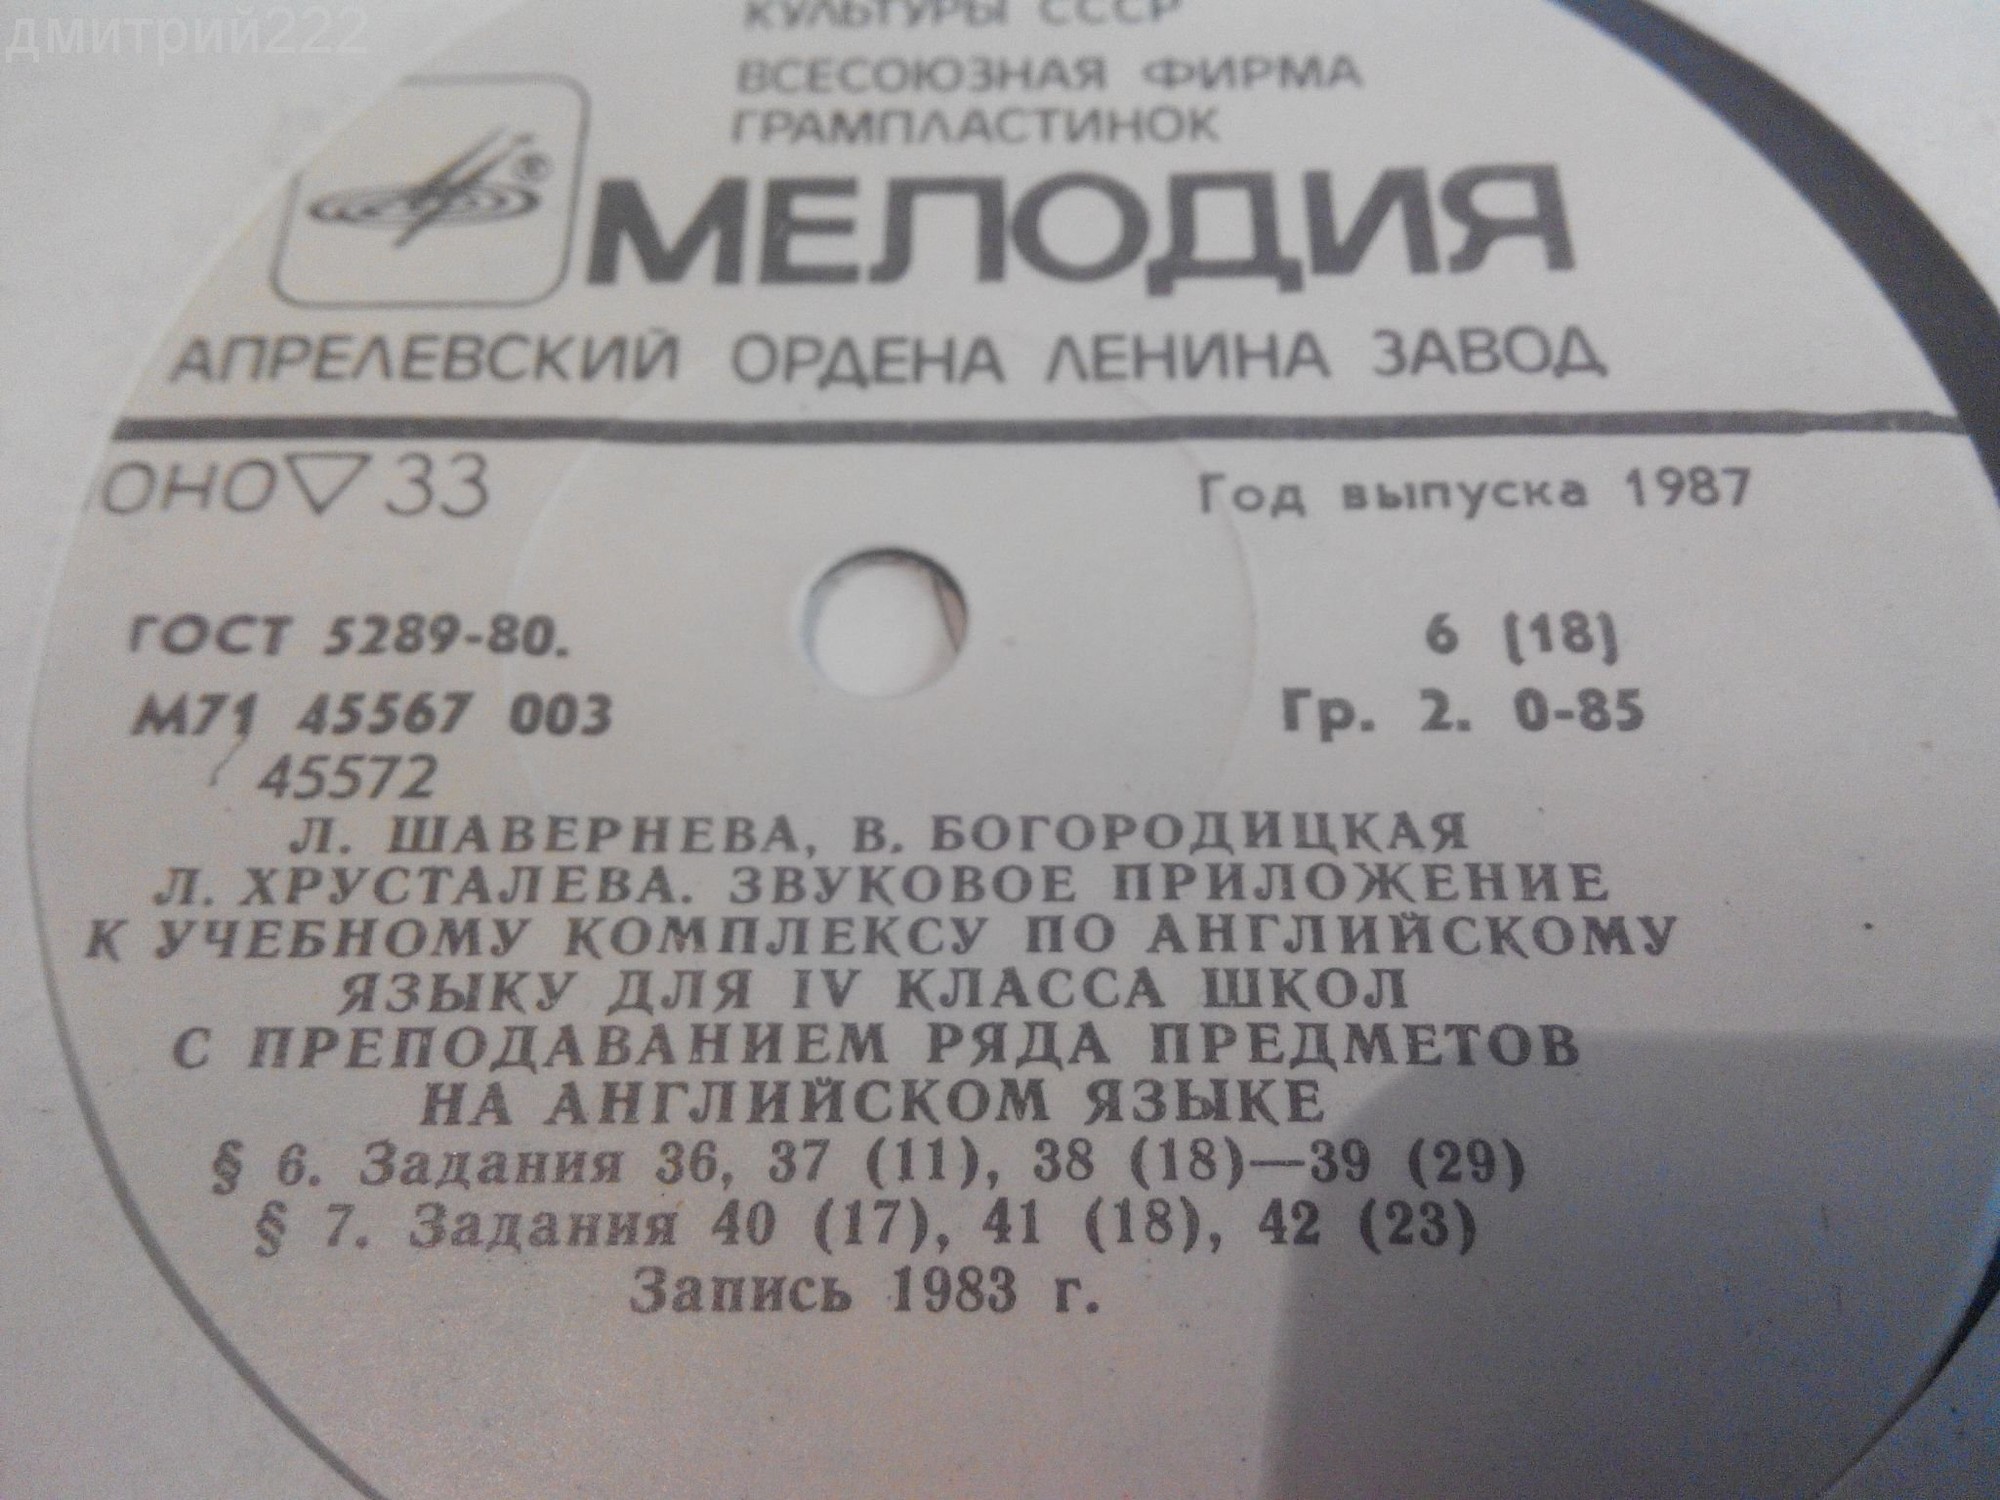 дмитрий222
КУЛЬТУРЫ СССР
ВСЕСОЮЗНАЯ ФИРМА
ГРАМПЛАСТИНОК
®
МЕЛОДИЯ
АПРЕЛЕВСКИЙ ОРДЕНА ЛЕНИНА ЗАВОД
ОНО▽33
Год выпуска 1987
ГОСТ 5289-80.
6 (18)
М71 45567 003
Гр. 2. 0-85
45572
Л. ШАВЕРНЕВА, В. БОГОРОДИЦКАЯ
Л. ХРУСТАЛЕВА. ЗВУКОВОЕ ПРИЛОЖЕНИЕ
К УЧЕБНОМУ КОМПЛЕКСУ ПО АНГЛИЙСКОМУ
ЯЗЫКУ ДЛЯ IV КЛАССА ШКОЛ
С ПРЕПОДАВАНИЕМ РЯДА ПРЕДМЕТОВ
НА АНГЛИЙСКОМ ЯЗЫКЕ
§ 6. Задания 36, 37 (11), 38 (18)—39 (29)
§ 7. Задания 40 (17), 41 (18), 42 (23)
Запись 1983 г.